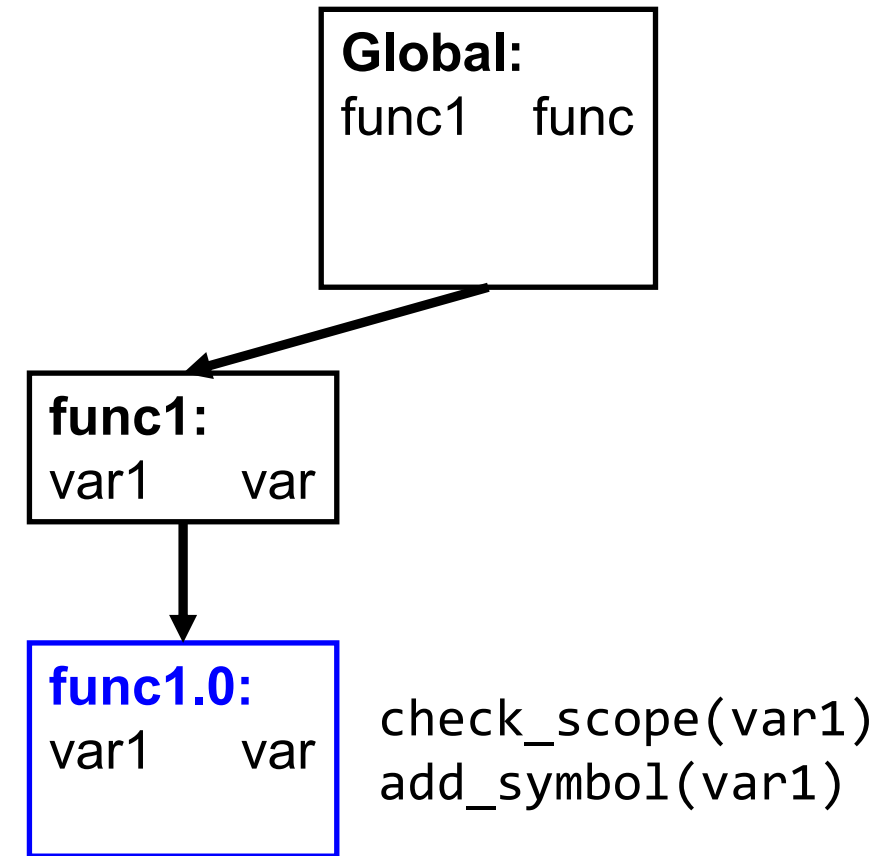 Global:
func1 func
func1:
var1 var
func1.0:
var1 var
check_scope(var1)
add_symbol(var1)